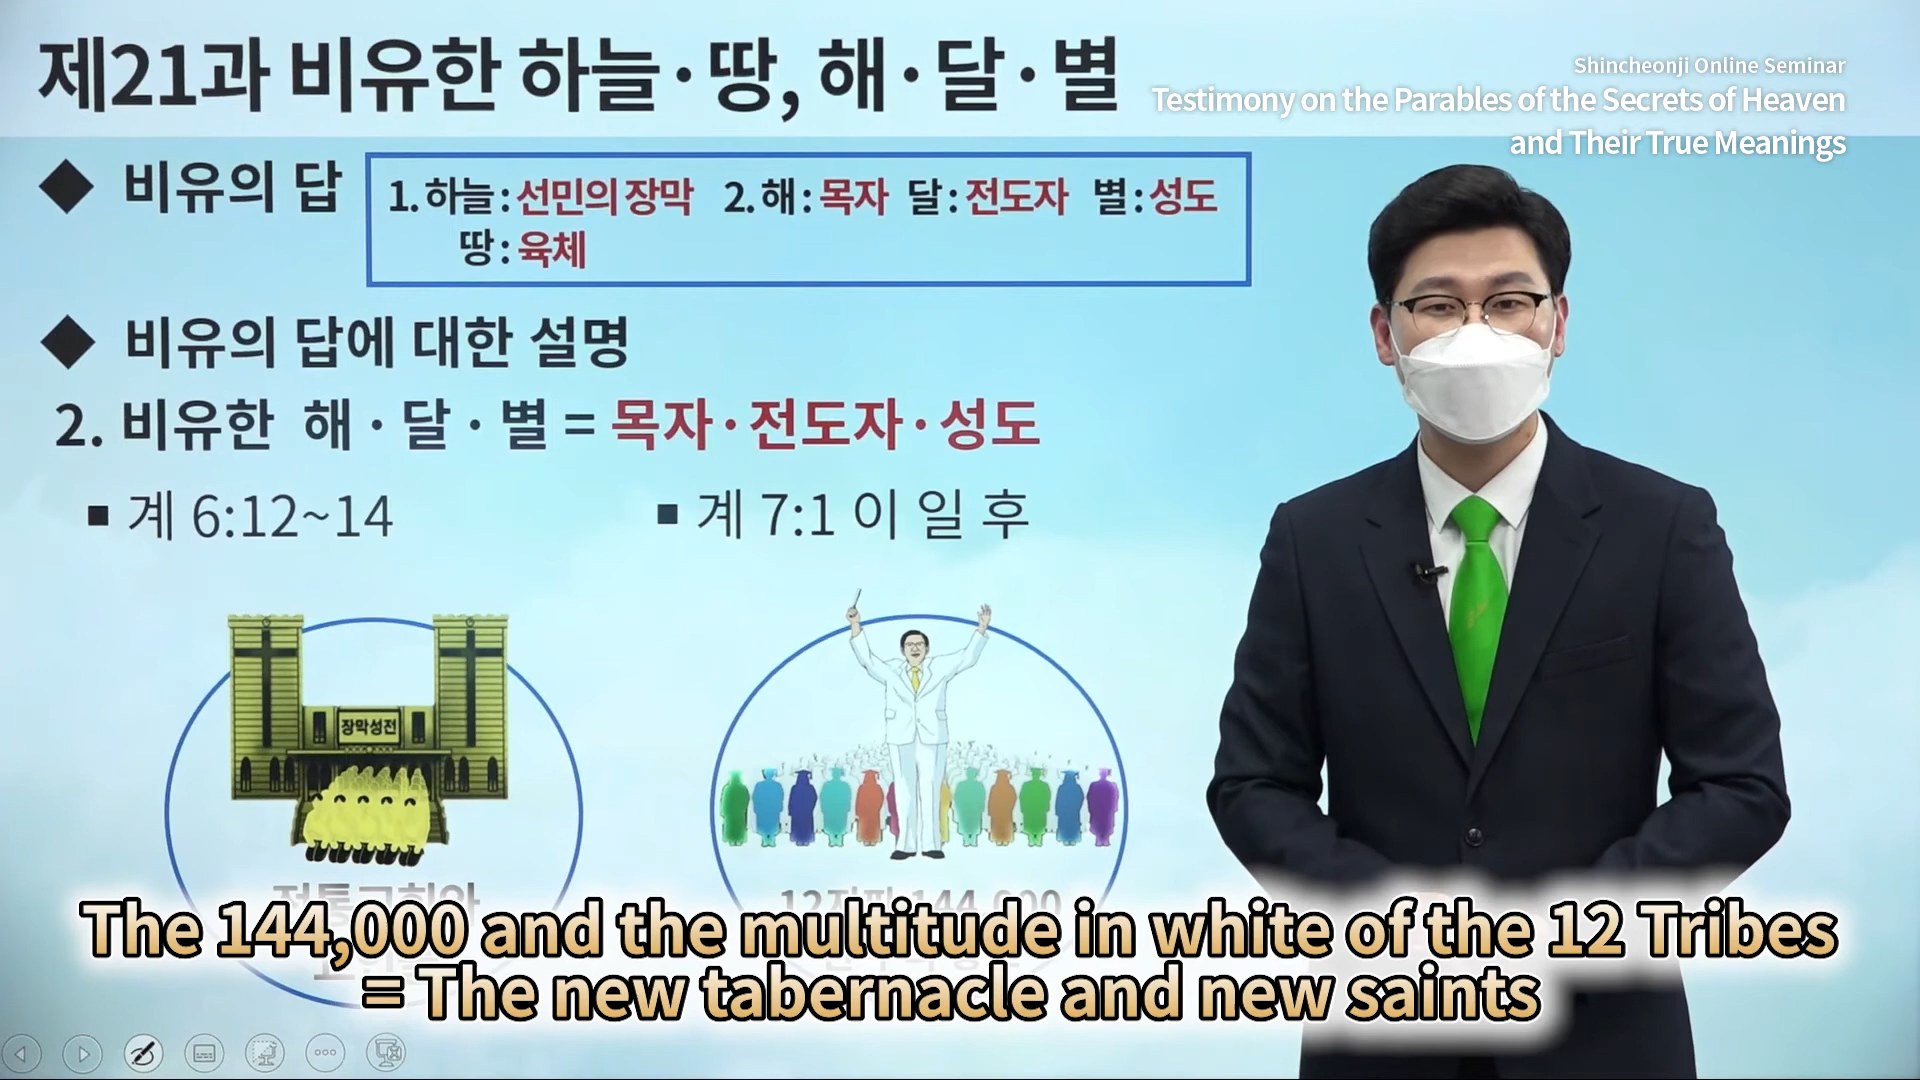 제21과 비유한 하늘·땅, 해·달·별
Shincheonji Online Seminar
Testimony on the Parables of the Secrets of Heaven
and Their True Meanings
◆ 비유의 답
1. 하늘 : 선민의 장막 2. 해 : 목자 달 : 전도자 별 : 성도
땅 : 육체
◆ 비유의 답에 대한 설명
2. 비유한 해·달·별 = 목자·전도자·성도
▪ 계 6:12~14
▪ 계 7:1 이 일 후
장막성전
The 144,000 and the multitude in white of the 12 Tribes
= The new tabernacle and new saints